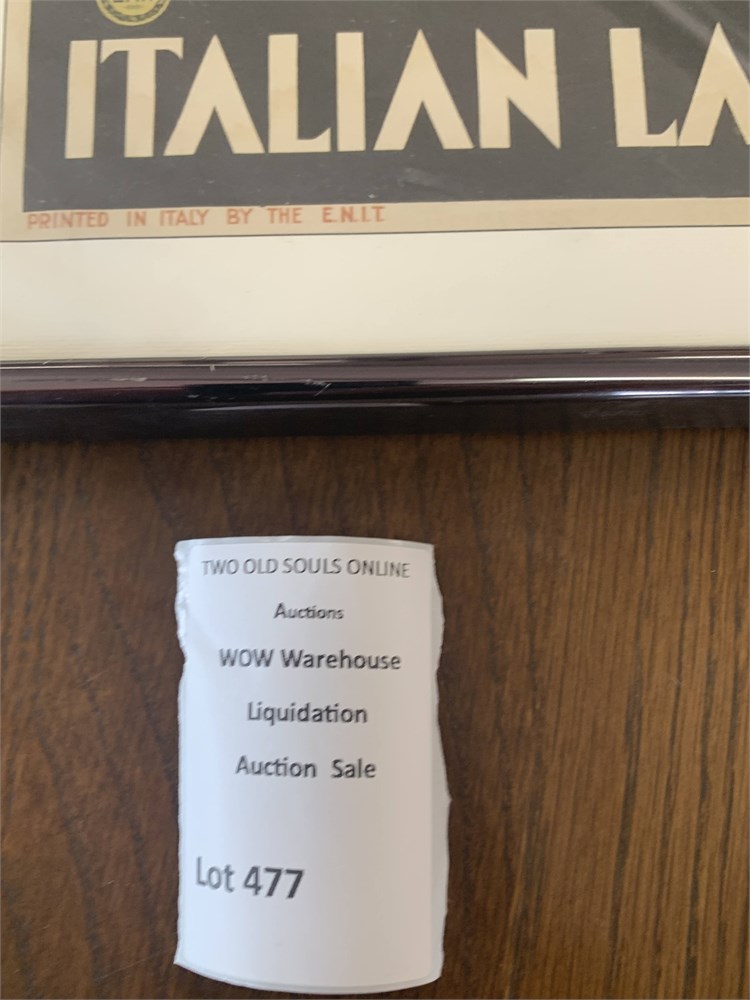 ITALIAN LA
PRINTED IN ITALY BY THE E.N.I.T.
TWO OLD SOULS ONLINE
Auctions
WOW Warehouse
Liquidation
Auction Sale
Lot 477